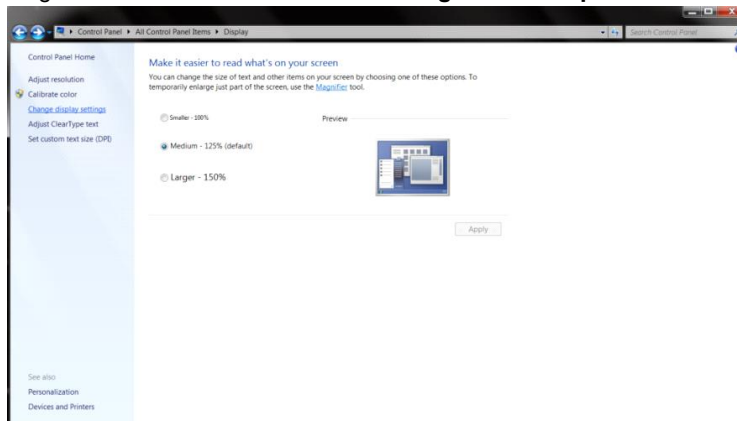 Control Panel ▸ All Control Panel Items ▸ Display
Search Control Panel
Control Panel Home
Adjust resolution
Calibrate color
Change display settings
Adjust ClearType text
Set custom text size (DPI)
Make it easier to read what's on your screen
You can change the size of text and other items on your screen by choosing one of these options. To
temporarily enlarge just part of the screen, use the Magnifier tool.
Smaller - 100%
Preview
Medium - 125% (default)
Larger - 150%
Apply
See also
Personalization
Devices and Printers